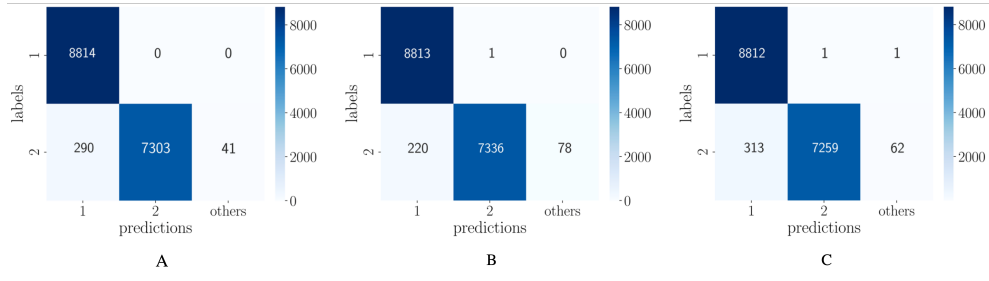 8814 0 0
290 7303 41
1 2 others
predictions
1
2
labels
8000
6000
4000
2000
0
A
8813 1 0
220 7336 78
1 2 others
predictions
1
2
labels
8000
6000
4000
2000
0
B
8812 1 1
313 7259 62
1 2 others
predictions
1
2
labels
8000
6000
4000
2000
C